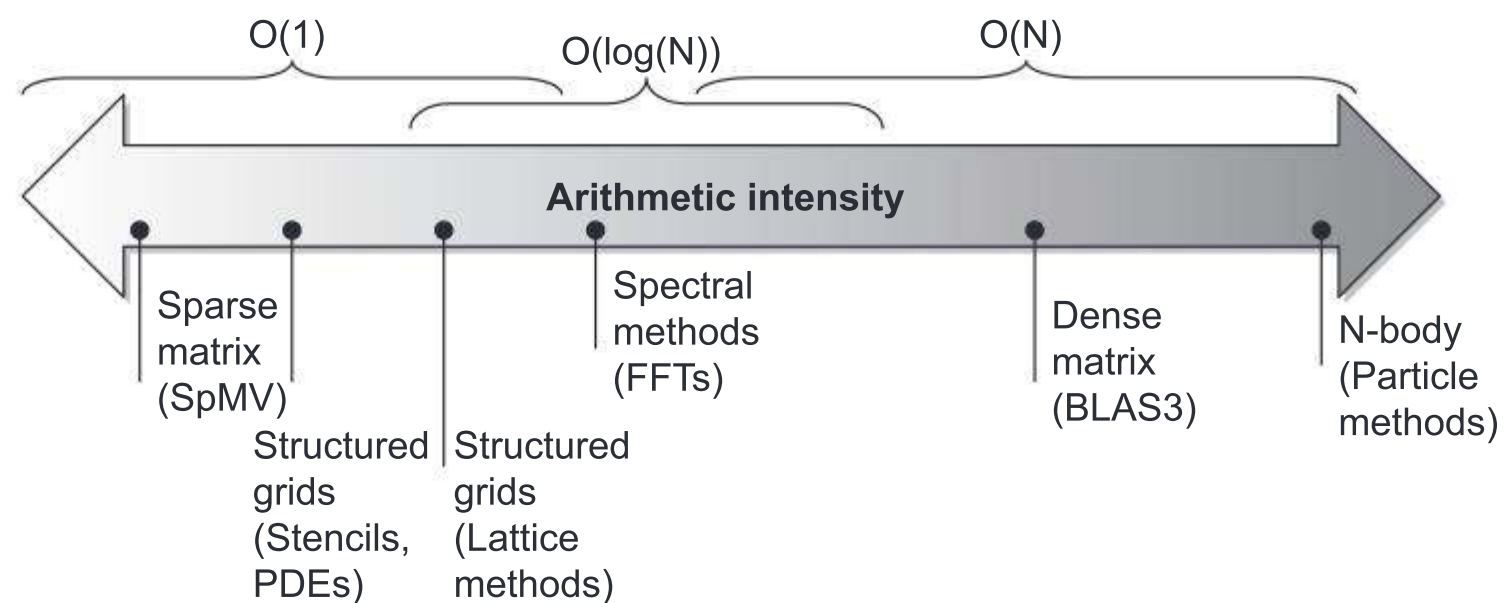 O(1)
O(log(N))
O(N)
Arithmetic intensity
Sparse
matrix
(SpMV)
Structured
grids
(Stencils,
PDEs)
Structured
grids
(Lattice
methods)
Spectral
methods
(FFTs)
Dense
matrix
(BLAS3)
N-body
(Particle
methods)